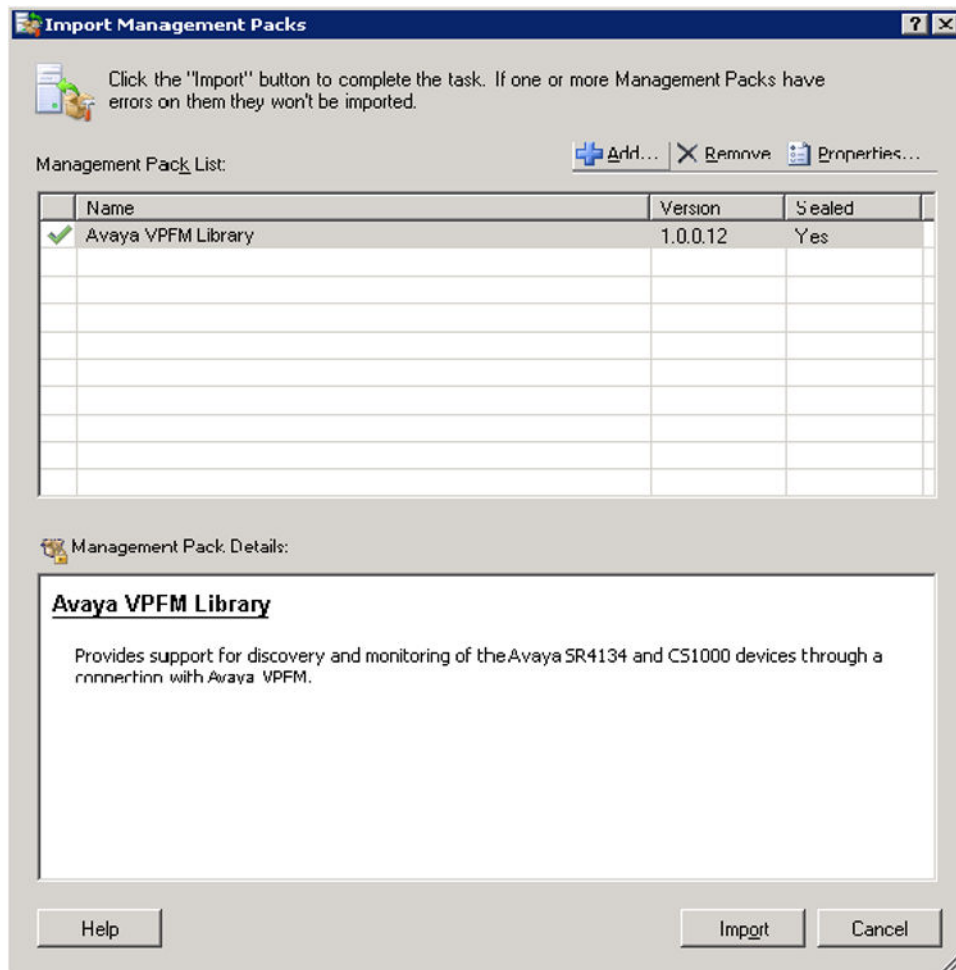 Import Management Packs
Click the "Import" button to complete the task. If one or more Management Packs have
errors on them they won't be imported.
Management Pack List:
Add... Remove Properties...
Name Version Sealed
Avaya VPFM Library 1.0.0.12 Yes
Management Pack Details:
Avaya VPFM Library
Provides support for discovery and monitoring of the Avaya SR4134 and CS1000 devices through a
connection with Avaya VPFM.
Help Import Cancel